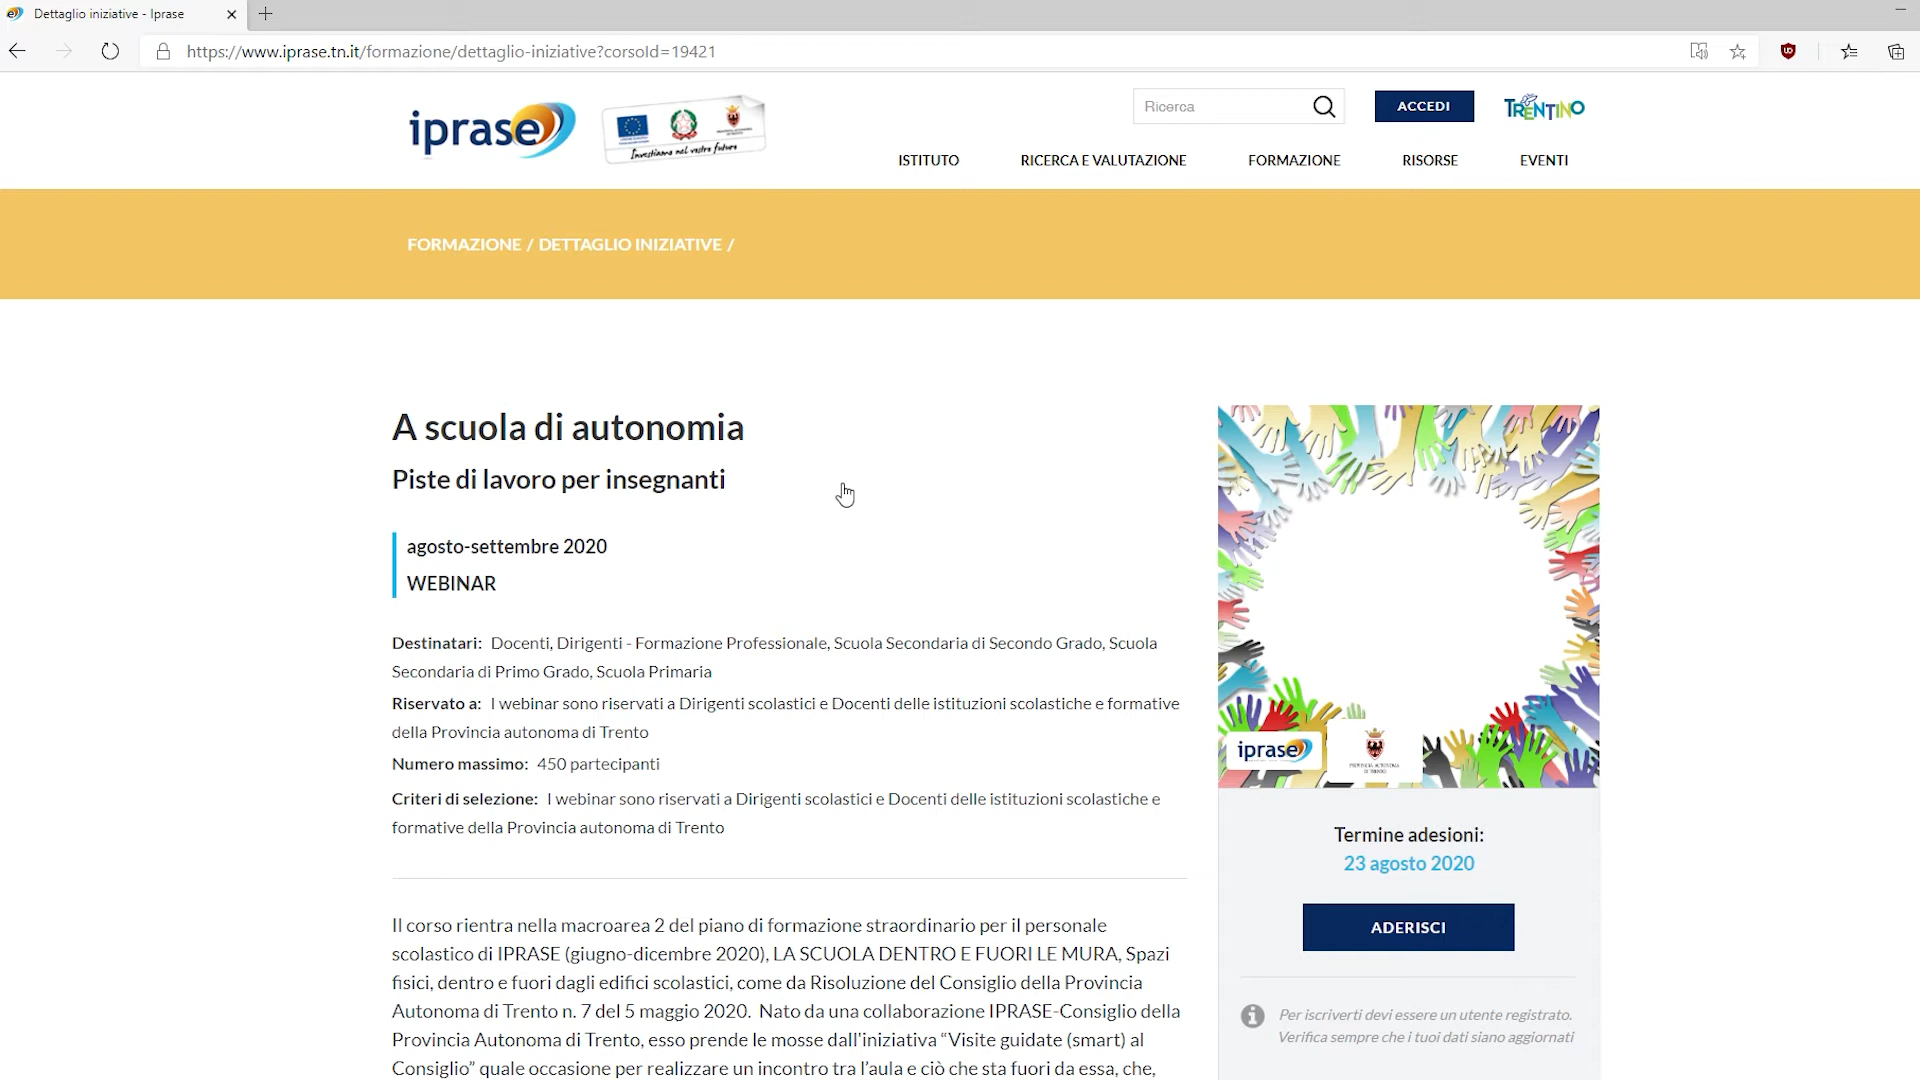 Dettaglio iniziative - Iprase
https://www.iprase.tn.it/formazione/dettaglio-iniziative?corsoId=19421
iprase
Investiamo nel vostro futuro
Ricerca
ACCEDI
TRENTINO
ISTITUTO
RICERCA E VALUTAZIONE
FORMAZIONE
RISORSE
EVENTI
FORMAZIONE / DETTAGLIO INIZIATIVE /
A scuola di autonomia
Piste di lavoro per insegnanti
agosto-settembre 2020
WEBINAR
Destinatari: Docenti, Dirigenti - Formazione Professionale, Scuola Secondaria di Secondo Grado, Scuola
Secondaria di Primo Grado, Scuola Primaria
Riservato a: I webinar sono riservati a Dirigenti scolastici e Docenti delle istituzioni scolastiche e formative
della Provincia autonoma di Trento
Numero massimo: 450 partecipanti
Criteri di selezione: I webinar sono riservati a Dirigenti scolastici e Docenti delle istituzioni scolastiche e
formative della Provincia autonoma di Trento
Il corso rientra nella macroarea 2 del piano di formazione straordinario per il personale
scolastico di IPRASE (giugno-dicembre 2020), LA SCUOLA DENTRO E FUORI LE MURA, Spazi
fisici, dentro e fuori dagli edifici scolastici, come da Risoluzione del Consiglio della Provincia
Autonoma di Trento n. 7 del 5 maggio 2020. Nato da una collaborazione IPRASE-Consiglio della
Provincia Autonoma di Trento, esso prende le mosse dall'iniziativa “Visite guidate (smart) al
Consiglio” quale occasione per realizzare un incontro tra l’aula e ciò che sta fuori da essa, che,
iprase
PROVINCIA AUTONOMA
DI TRENTO
Termine adesioni:
23 agosto 2020
ADERISCI
Per iscriverti devi essere un utente registrato.
Verifica sempre che i tuoi dati siano aggiornati